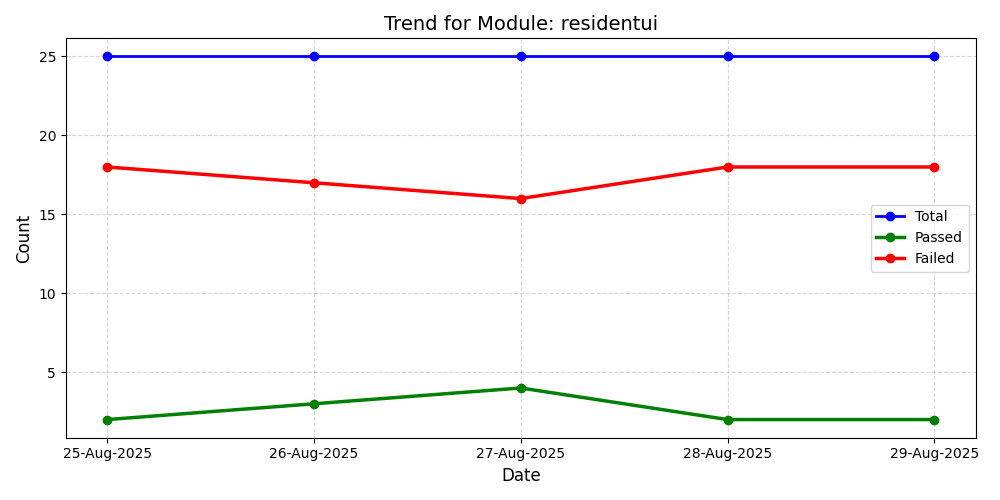 Trend for Module: residentui
25
20
15
10
5
Count
Total
Passed
Failed
25-Aug-2025
26-Aug-2025
27-Aug-2025
28-Aug-2025
29-Aug-2025
Date